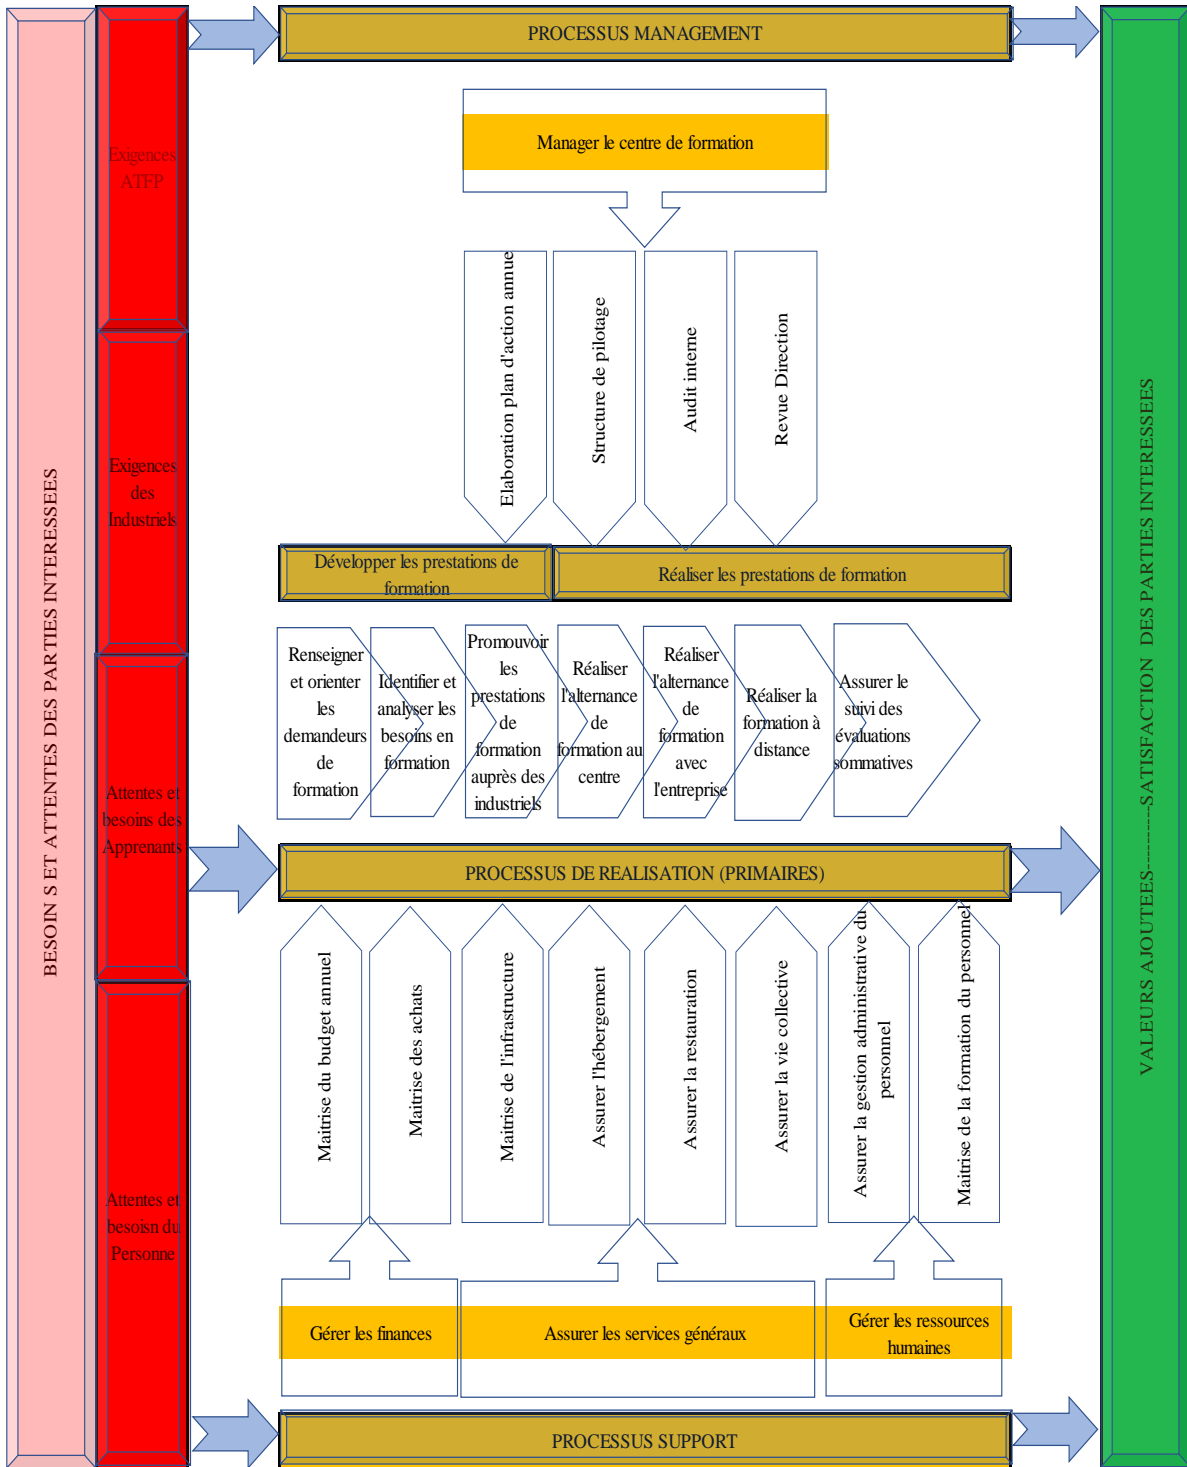 BESOIN S ET ATTENTES DES PARTIES INTERESSEES
Exigences
ATFP
Exigences
des
Industriels
Attentes et
besoins des
Apprenants
Attentes et
besoisn du
Personne
PROCESSUS MANAGEMENT
Manager le centre de formation
Elaboration plan d'action annue
Structure de pilotage
Audit interne
Revue Direction
Développer les prestations de
formation
Réaliser les prestations de formation
Renseigner
et orienter
les
demandeurs
de
formation
Identifier et
analyser les
besoins en
formation
Promouvoir
les
prestations
de
formation
auprès des
industriels
Réaliser
l'alternance
de
formation au
centre
Réaliser
l'alternance
de
formation
avec
l'entreprise
Réaliser la
formation à
distance
Assurer le
suivi des
évaluations
sommatives
PROCESSUS DE REALISATION (PRIMAIRES)
Maitrise du budget annuel
Maitrise des achats
Maitrise de l'infrastructure
Assurer l'hébergement
Assurer la restauration
Assurer la vie collective
Assurer la gestion administrative du
personnel
Maitrise de la formation du personnel
Gérer les finances
Assurer les services généraux
Gérer les ressources
humaines
PROCESSUS SUPPORT
VALEURS AJOUTEES----------SATISFACTION DES PARTIES INTERESSEES